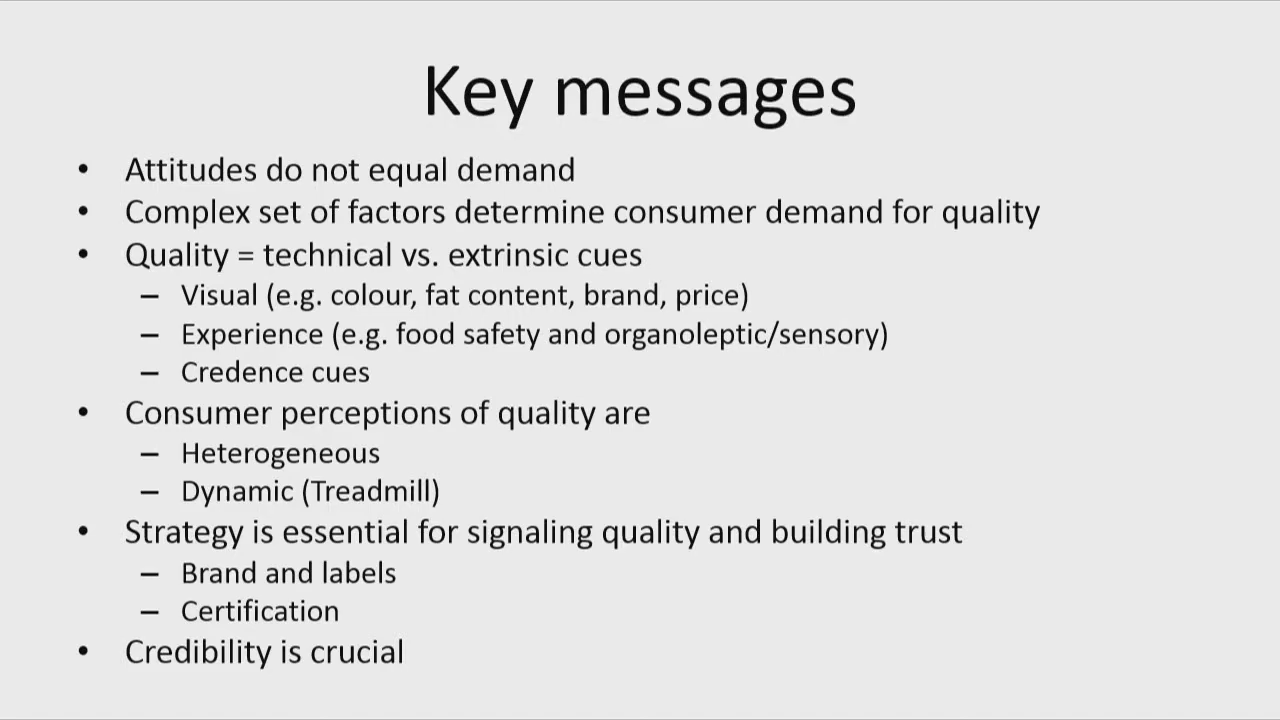 Key messages
• Attitudes do not equal demand
• Complex set of factors determine consumer demand for quality
• Quality = technical vs. extrinsic cues
– Visual (e.g. colour, fat content, brand, price)
– Experience (e.g. food safety and organoleptic/sensory)
– Credence cues
• Consumer perceptions of quality are
– Heterogeneous
– Dynamic (Treadmill)
• Strategy is essential for signaling quality and building trust
– Brand and labels
– Certification
• Credibility is crucial